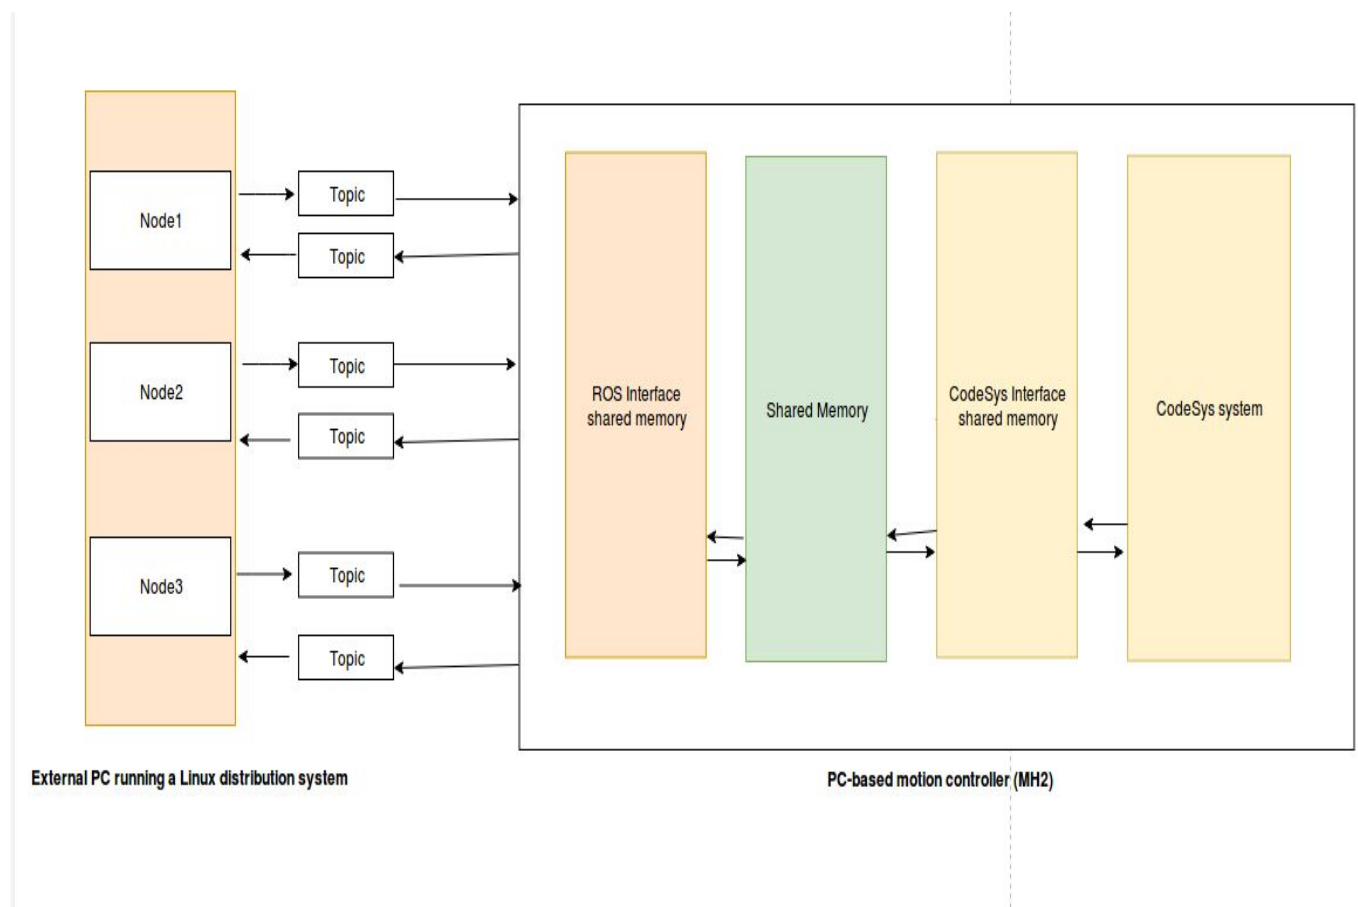 Node1
Topic
Topic
Node2
Topic
Topic
Node3
Topic
Topic
ROS Interface
shared memory
Shared Memory
CodeSys Interface
shared memory
CodeSys system
External PC running a Linux distribution system
PC-based motion controller (MH2)